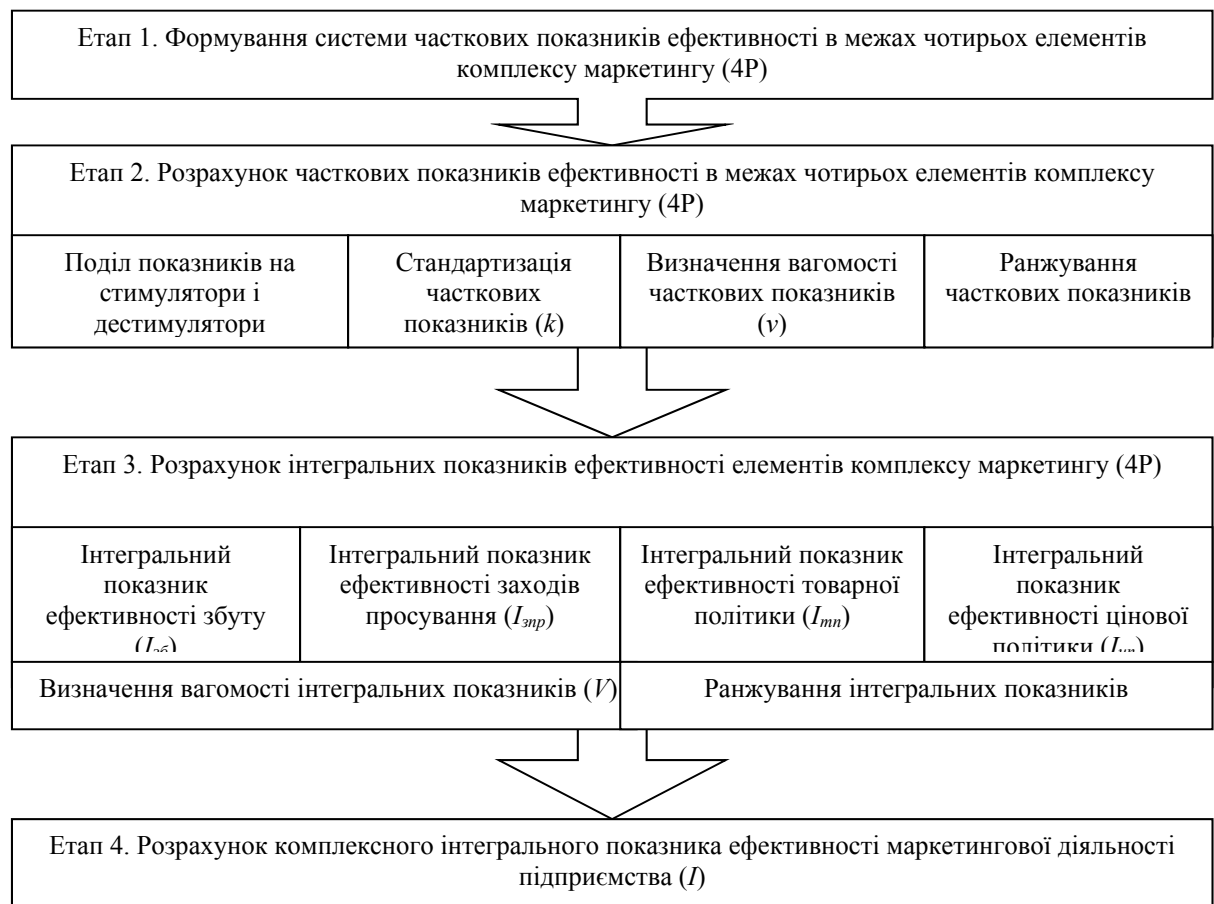 Етап 1. Формування системи часткових показників ефективності в межах чотирьох елементів
комплексу маркетингу (4P)
Етап 2. Розрахунок часткових показників ефективності в межах чотирьох елементів комплексу
маркетингу (4P)
Поділ показників на
стимулятори і
дестимулятори
Стандартизація
часткових
показників (k)
Визначення вагомості
часткових показників
(v)
Ранжування
часткових показників
Етап 3. Розрахунок інтегральних показників ефективності елементів комплексу маркетингу (4P)
Інтегральний
показник
ефективності збуту
Інтегральний показник
ефективності заходів
просування (Iзпр)
Інтегральний показник
ефективності товарної
політики (Iтп)
Інтегральний
показник
ефективності цінової
політики
Визначення вагомості інтегральних показників (V)
Ранжування інтегральних показників
Етап 4. Розрахунок комплексного інтегрального показника ефективності маркетингової діяльності
підприємства (I)